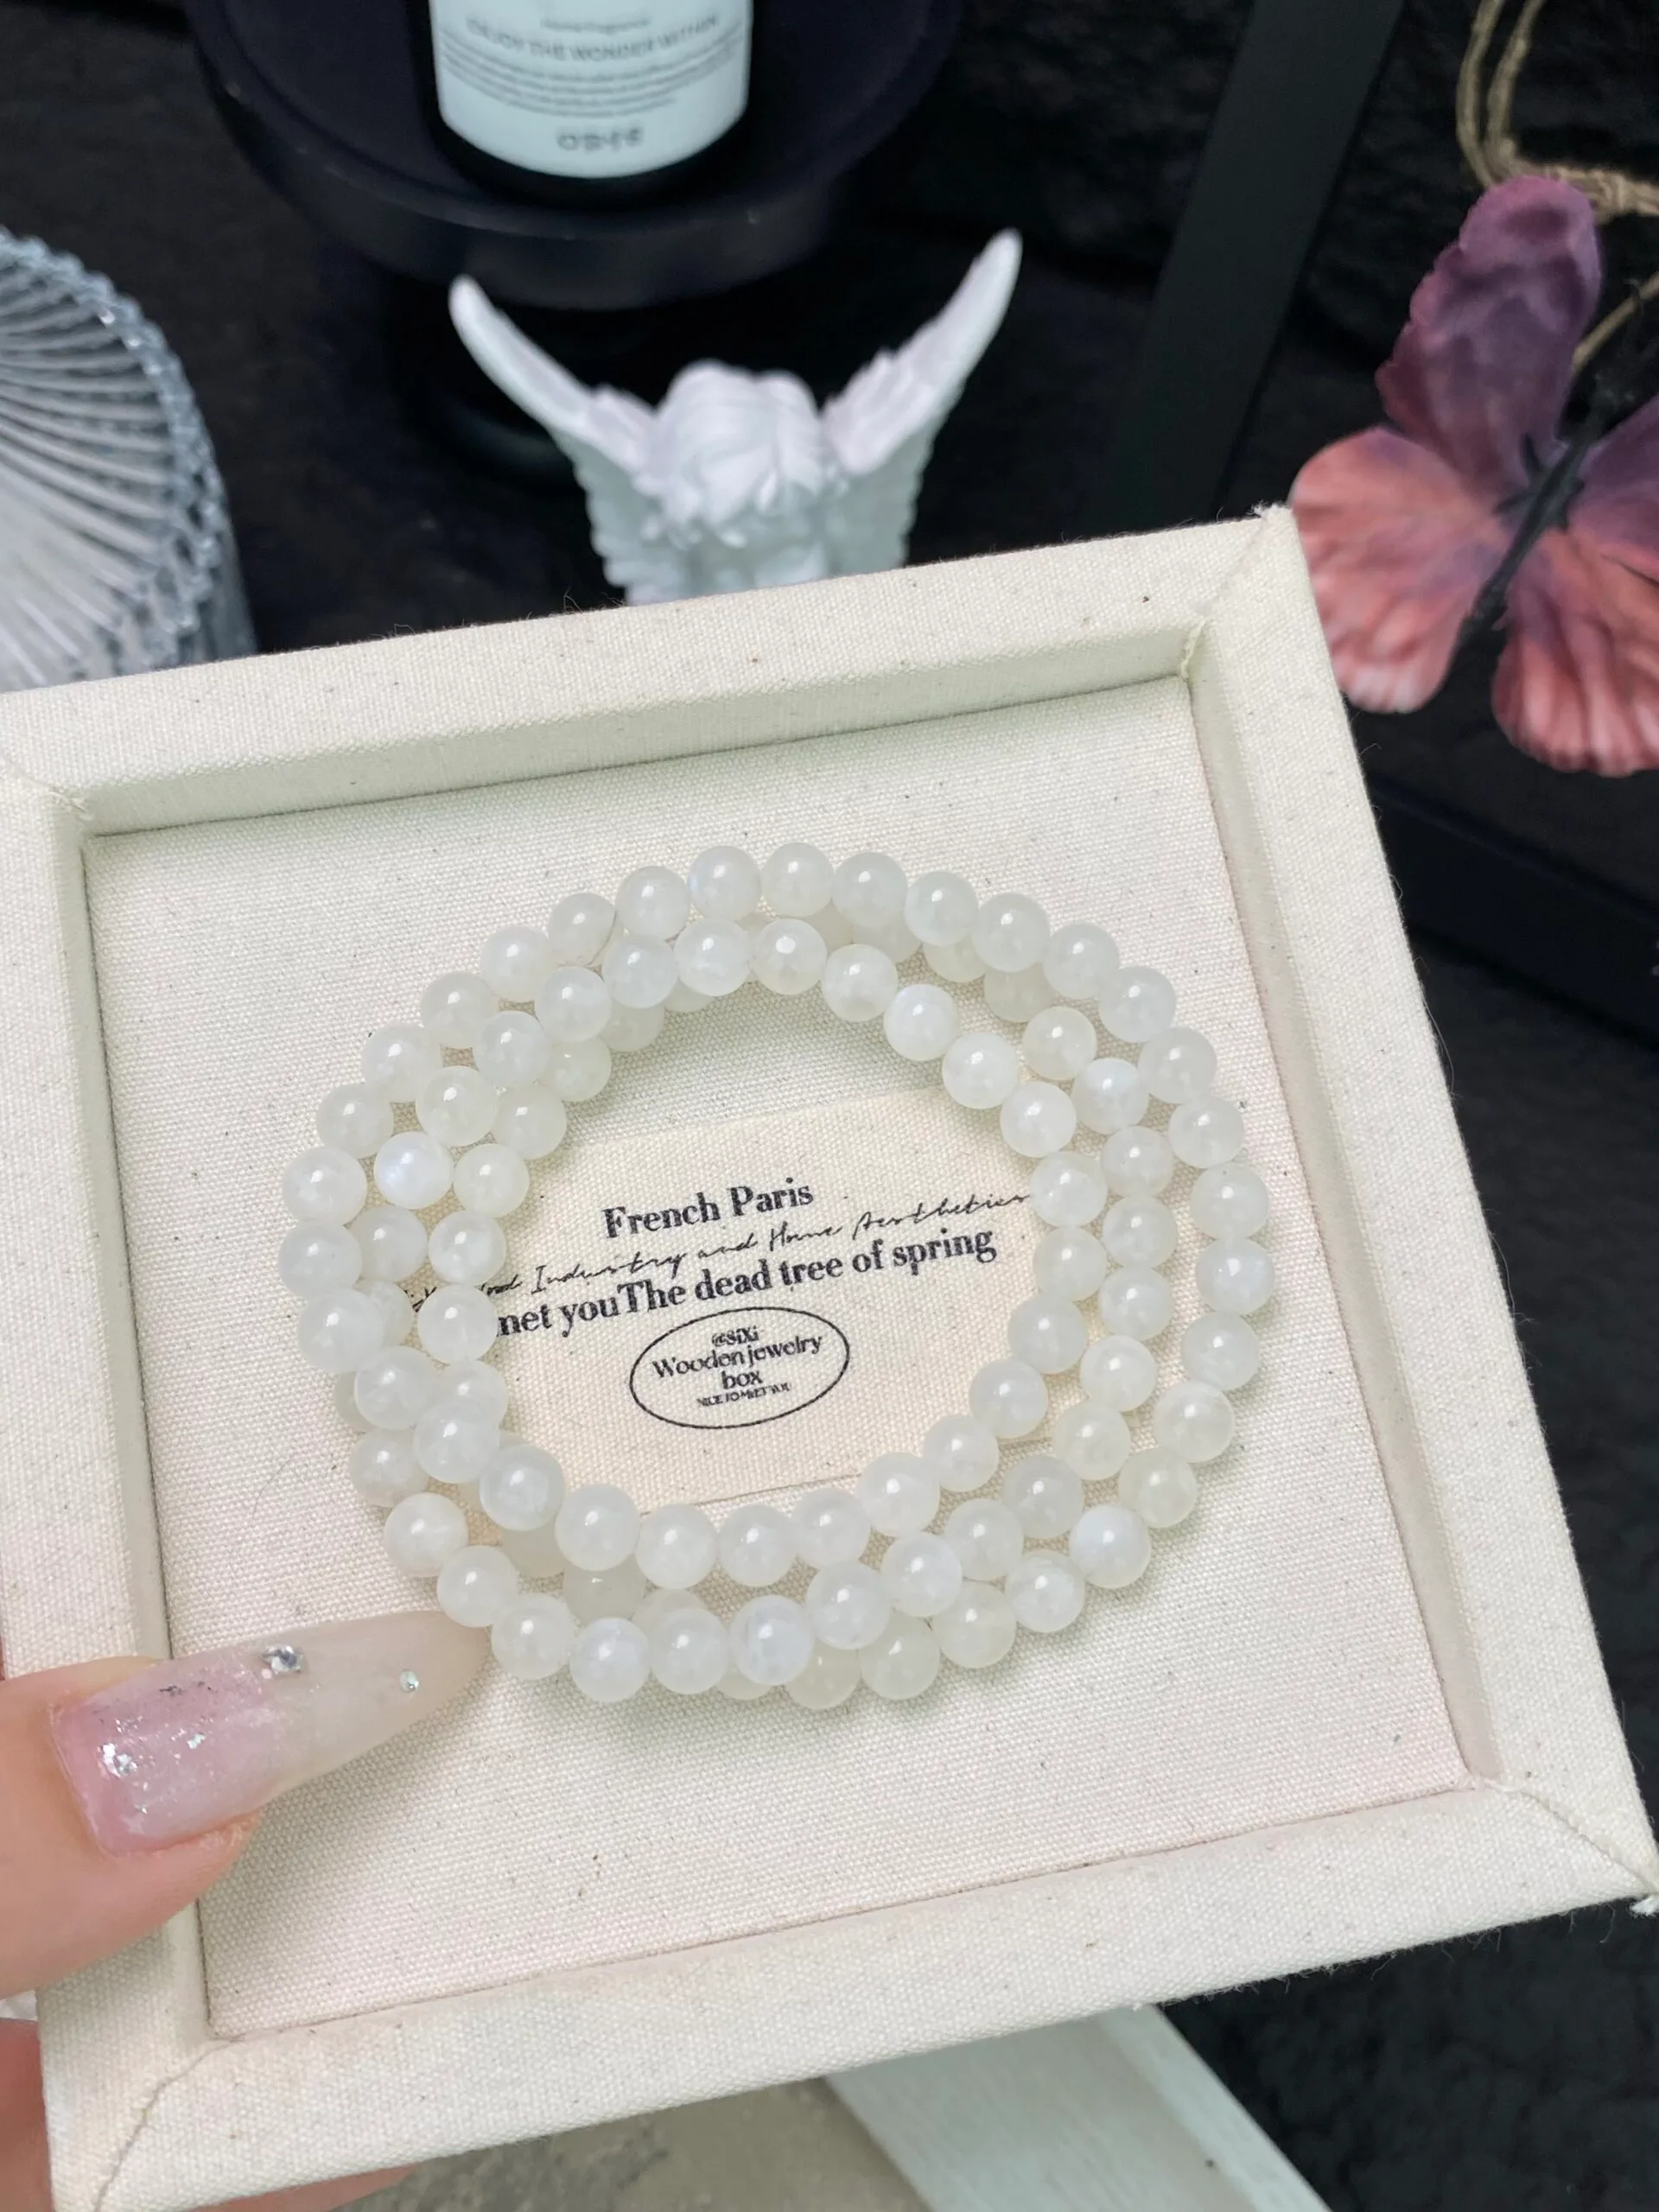 ENJOY THE WONDER WITHIN
French Paris
Industry and Home Aesthetics
met youThe dead tree of spring
@SiXi
Wooden jewelry
box
NICE TO MEET YOU